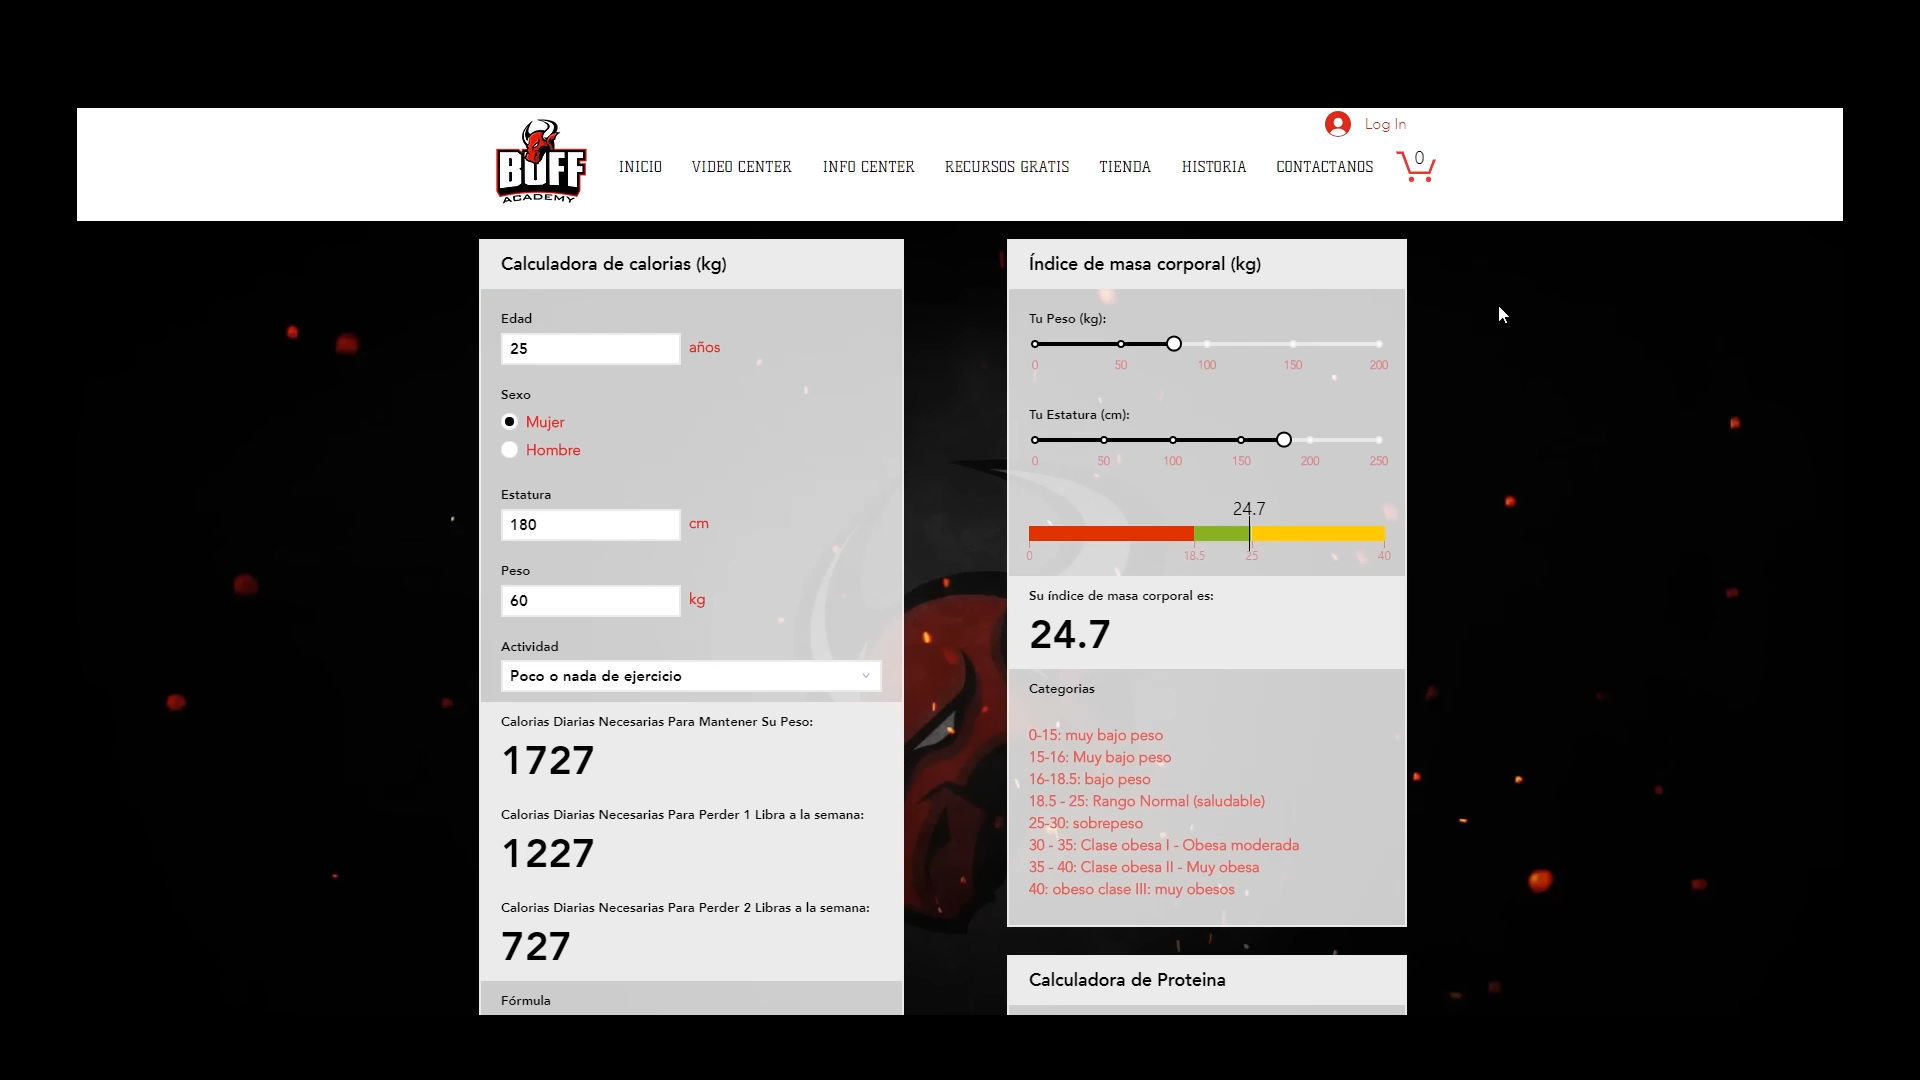 Log In
BUFF
ACADEMY
INICIO
VIDEO CENTER
INFO CENTER
RECURSOS GRATIS
TIENDA
HISTORIA
CONTACTANOS
0
Calculadora de calorias (kg)
Edad
25 años
Sexo
Mujer
Hombre
Estatura
180 cm
Peso
60 kg
Actividad
Poco o nada de ejercicio
Calorias Diarias Necesarias Para Mantener Su Peso:
1727
Calorias Diarias Necesarias Para Perder 1 Libra a la semana:
1227
Calorias Diarias Necesarias Para Perder 2 Libras a la semana:
727
Fórmula
Índice de masa corporal (kg)
Tu Peso (kg):
0 50 100 150 200
Tu Estatura (cm):
0 50 100 150 200 250
24.7
0 18.5 25 40
Su índice de masa corporal es:
24.7
Categorias
0-15: muy bajo peso
15-16: Muy bajo peso
16-18.5: bajo peso
18.5 - 25: Rango Normal (saludable)
25-30: sobrepeso
30 - 35: Clase obesa I - Obesa moderada
35 - 40: Clase obesa II - Muy obesa
40: obeso clase III: muy obesos
Calculadora de Proteina